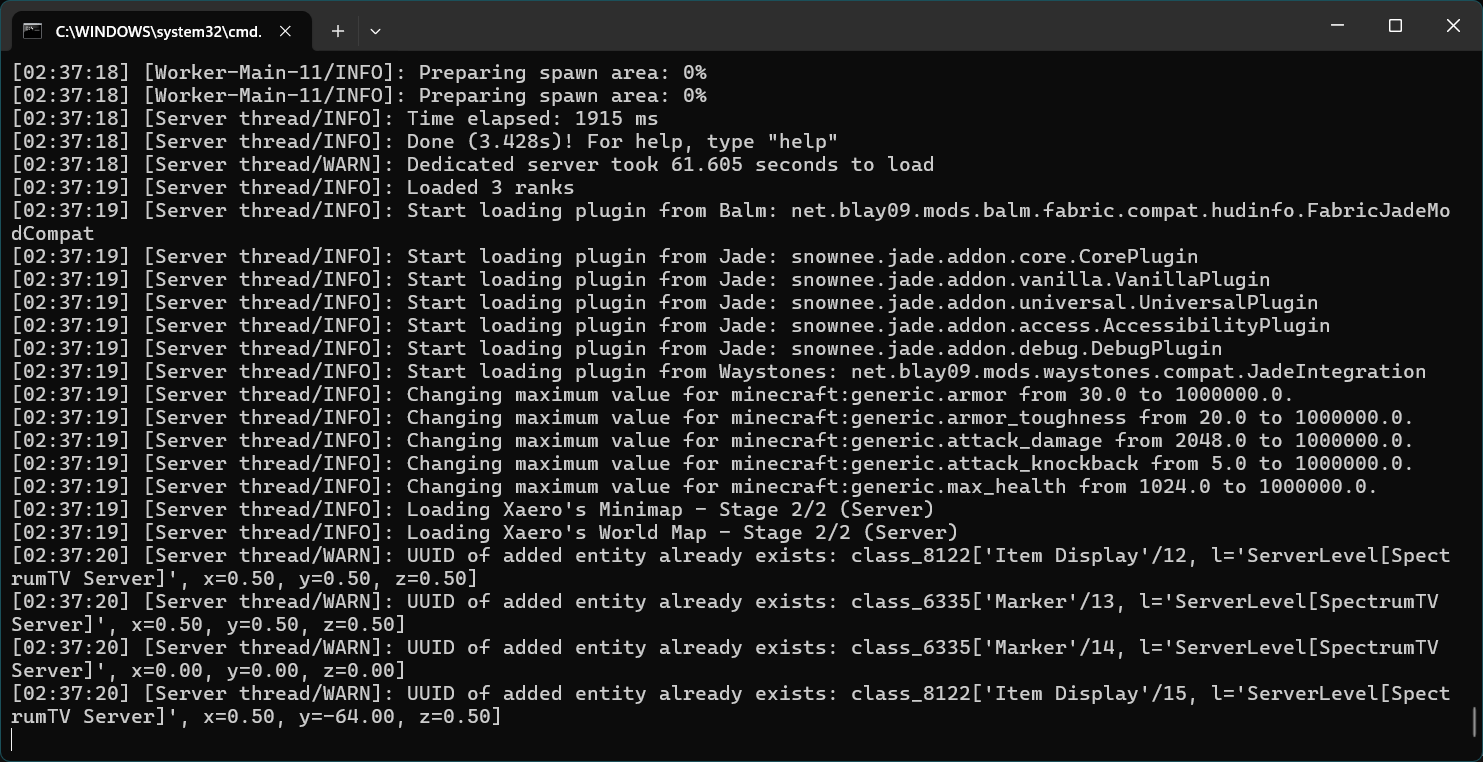 C:\WINDOWS\system32\cmd.
[02:37:18] [Worker-Main-11/INFO]: Preparing spawn area: 0%
[02:37:18] [Worker-Main-11/INFO]: Preparing spawn area: 0%
[02:37:18] [Server thread/INFO]: Time elapsed: 1915 ms
[02:37:18] [Server thread/INFO]: Done (3.428s)! For help, type "help"
[02:37:18] [Server thread/WARN]: Dedicated server took 61.605 seconds to load
[02:37:19] [Server thread/INFO]: Loaded 3 ranks
[02:37:19] [Server thread/INFO]: Start loading plugin from Balm: net.blay09.mods.balm.fabric.compat.hudinfo.FabricJadeMo
dCompat
[02:37:19] [Server thread/INFO]: Start loading plugin from Jade: snownee.jade.addon.core.CorePlugin
[02:37:19] [Server thread/INFO]: Start loading plugin from Jade: snownee.jade.addon.vanilla.VanillaPlugin
[02:37:19] [Server thread/INFO]: Start loading plugin from Jade: snownee.jade.addon.universal.UniversalPlugin
[02:37:19] [Server thread/INFO]: Start loading plugin from Jade: snownee.jade.addon.access.AccessibilityPlugin
[02:37:19] [Server thread/INFO]: Start loading plugin from Jade: snownee.jade.addon.debug.DebugPlugin
[02:37:19] [Server thread/INFO]: Start loading plugin from Waystones: net.blay09.mods.waystones.compat.JadeIntegration
[02:37:19] [Server thread/INFO]: Changing maximum value for minecraft:generic.armor from 30.0 to 1000000.0.
[02:37:19] [Server thread/INFO]: Changing maximum value for minecraft:generic.armor_toughness from 20.0 to 1000000.0.
[02:37:19] [Server thread/INFO]: Changing maximum value for minecraft:generic.attack_damage from 2048.0 to 1000000.0.
[02:37:19] [Server thread/INFO]: Changing maximum value for minecraft:generic.attack_knockback from 5.0 to 1000000.0.
[02:37:19] [Server thread/INFO]: Changing maximum value for minecraft:generic.max_health from 1024.0 to 1000000.0.
[02:37:19] [Server thread/INFO]: Loading Xaero's Minimap - Stage 2/2 (Server)
[02:37:19] [Server thread/INFO]: Loading Xaero's World Map - Stage 2/2 (Server)
[02:37:20] [Server thread/WARN]: UUID of added entity already exists: class_8122['Item Display'/12, l='ServerLevel[Spect
rumTV Server]', x=0.50, y=0.50, z=0.50]
[02:37:20] [Server thread/WARN]: UUID of added entity already exists: class_6335['Marker'/13, l='ServerLevel[SpectrumTV
Server]', x=0.50, y=0.50, z=0.50]
[02:37:20] [Server thread/WARN]: UUID of added entity already exists: class_6335['Marker'/14, l='ServerLevel[SpectrumTV
Server]', x=0.00, y=0.00, z=0.00]
[02:37:20] [Server thread/WARN]: UUID of added entity already exists: class_8122['Item Display'/15, l='ServerLevel[Spect
rumTV Server]', x=0.50, y=-64.00, z=0.50]